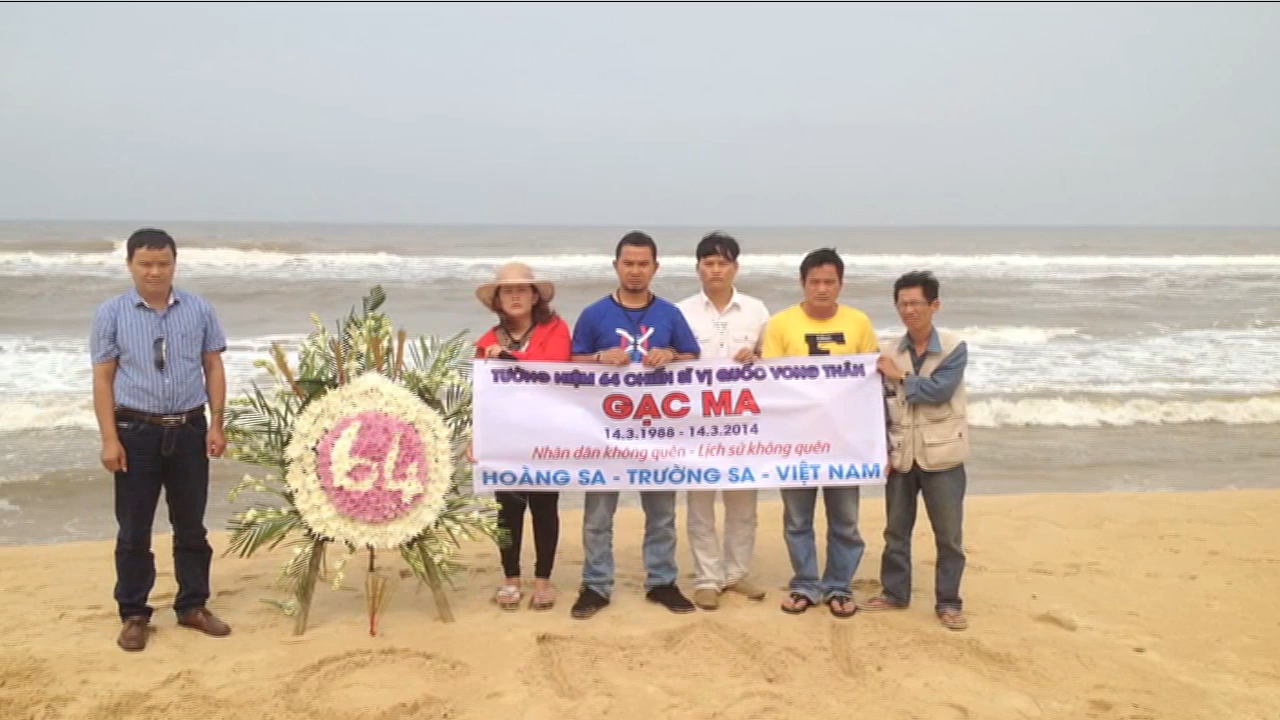 64
TƯỞNG NIỆM 64 CHIẾN SĨ VỊ QUỐC VONG THÂN
GẠC MA
14.3.1988 - 14.3.2014
Nhân dân không quên - Lịch sử không quên
HOÀNG SA - TRƯỜNG SA - VIỆT NAM